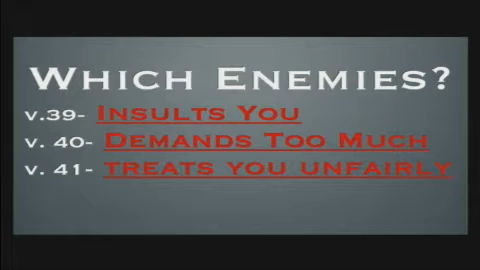 WHICH ENEMIES?
V.39- INSULTS YOU
V. 40- DEMANDS TOO MUCH
V. 41- TREATS YOU UNFAIRLY